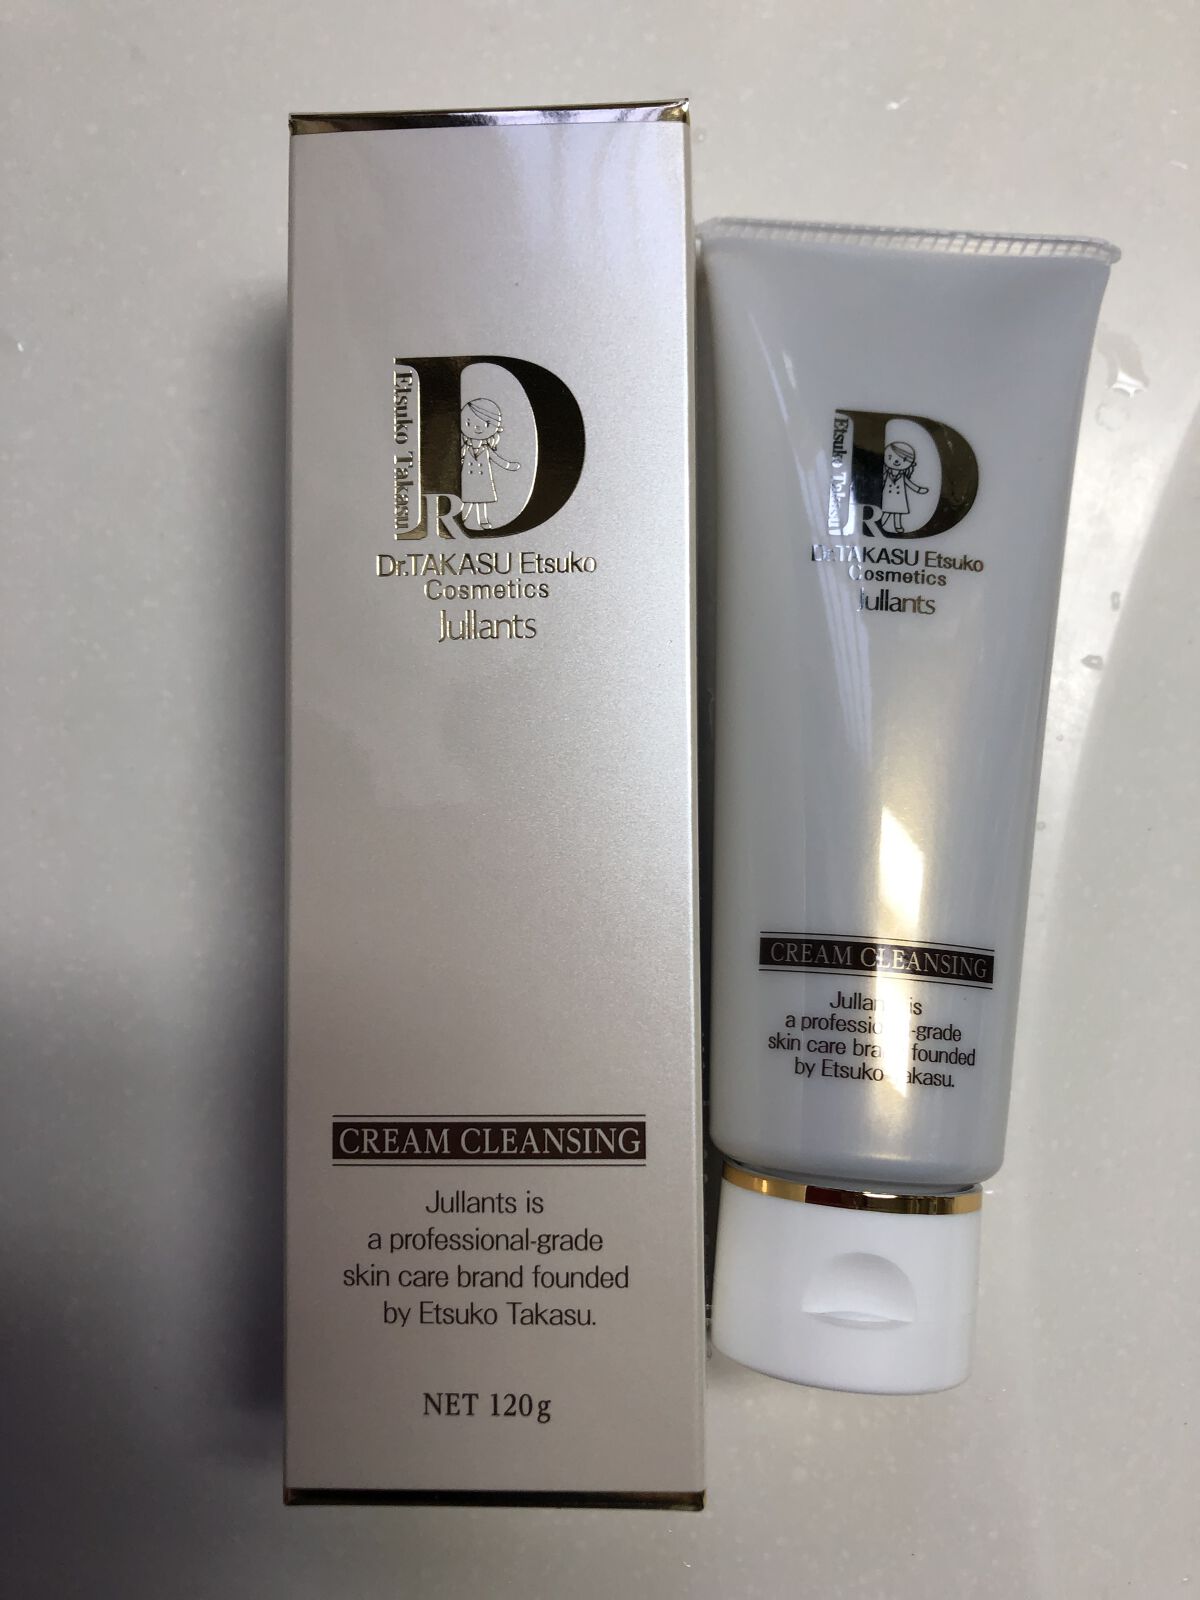 Etsuko Takasu
DR
Dr.TAKASU Etsuko
Cosmetics
Jullants
CREAM CLEANSING
Jullants is
a professional-grade
skin care brand founded
by Etsuko Takasu.
NET 120g
Etsuko Takasu
DR
Dr.TAKASU Etsuko
Cosmetics
Jullants
CREAM CLEANSING
Jullants is
a professional-grade
skin care brand founded
by Etsuko Takasu.